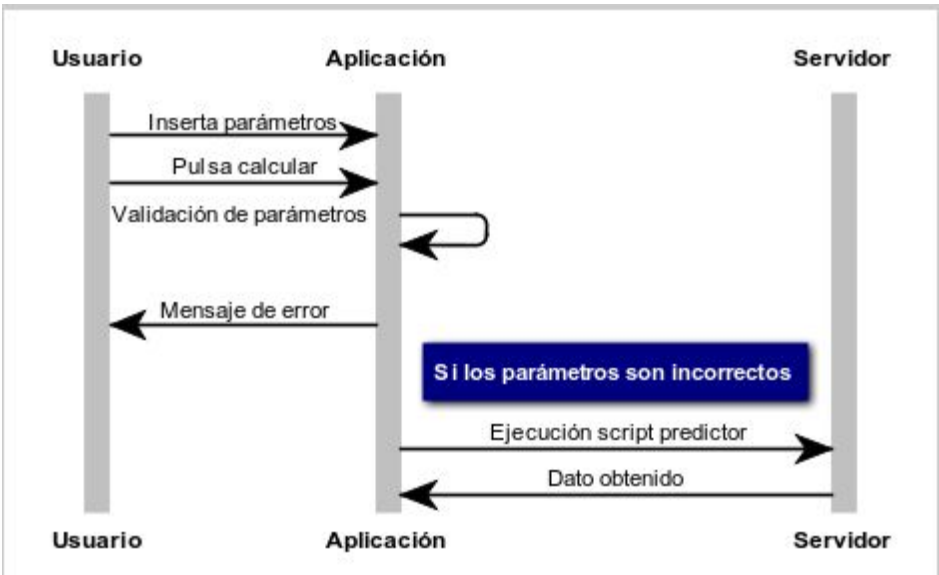 Usuario
Aplicación
Servidor
Inserta parámetros
Pulsa calcular
Validación de parámetros
Mensaje de error
Si los parámetros son incorrectos
Ejecución script predictor
Dato obtenido
Usuario
Aplicación
Servidor